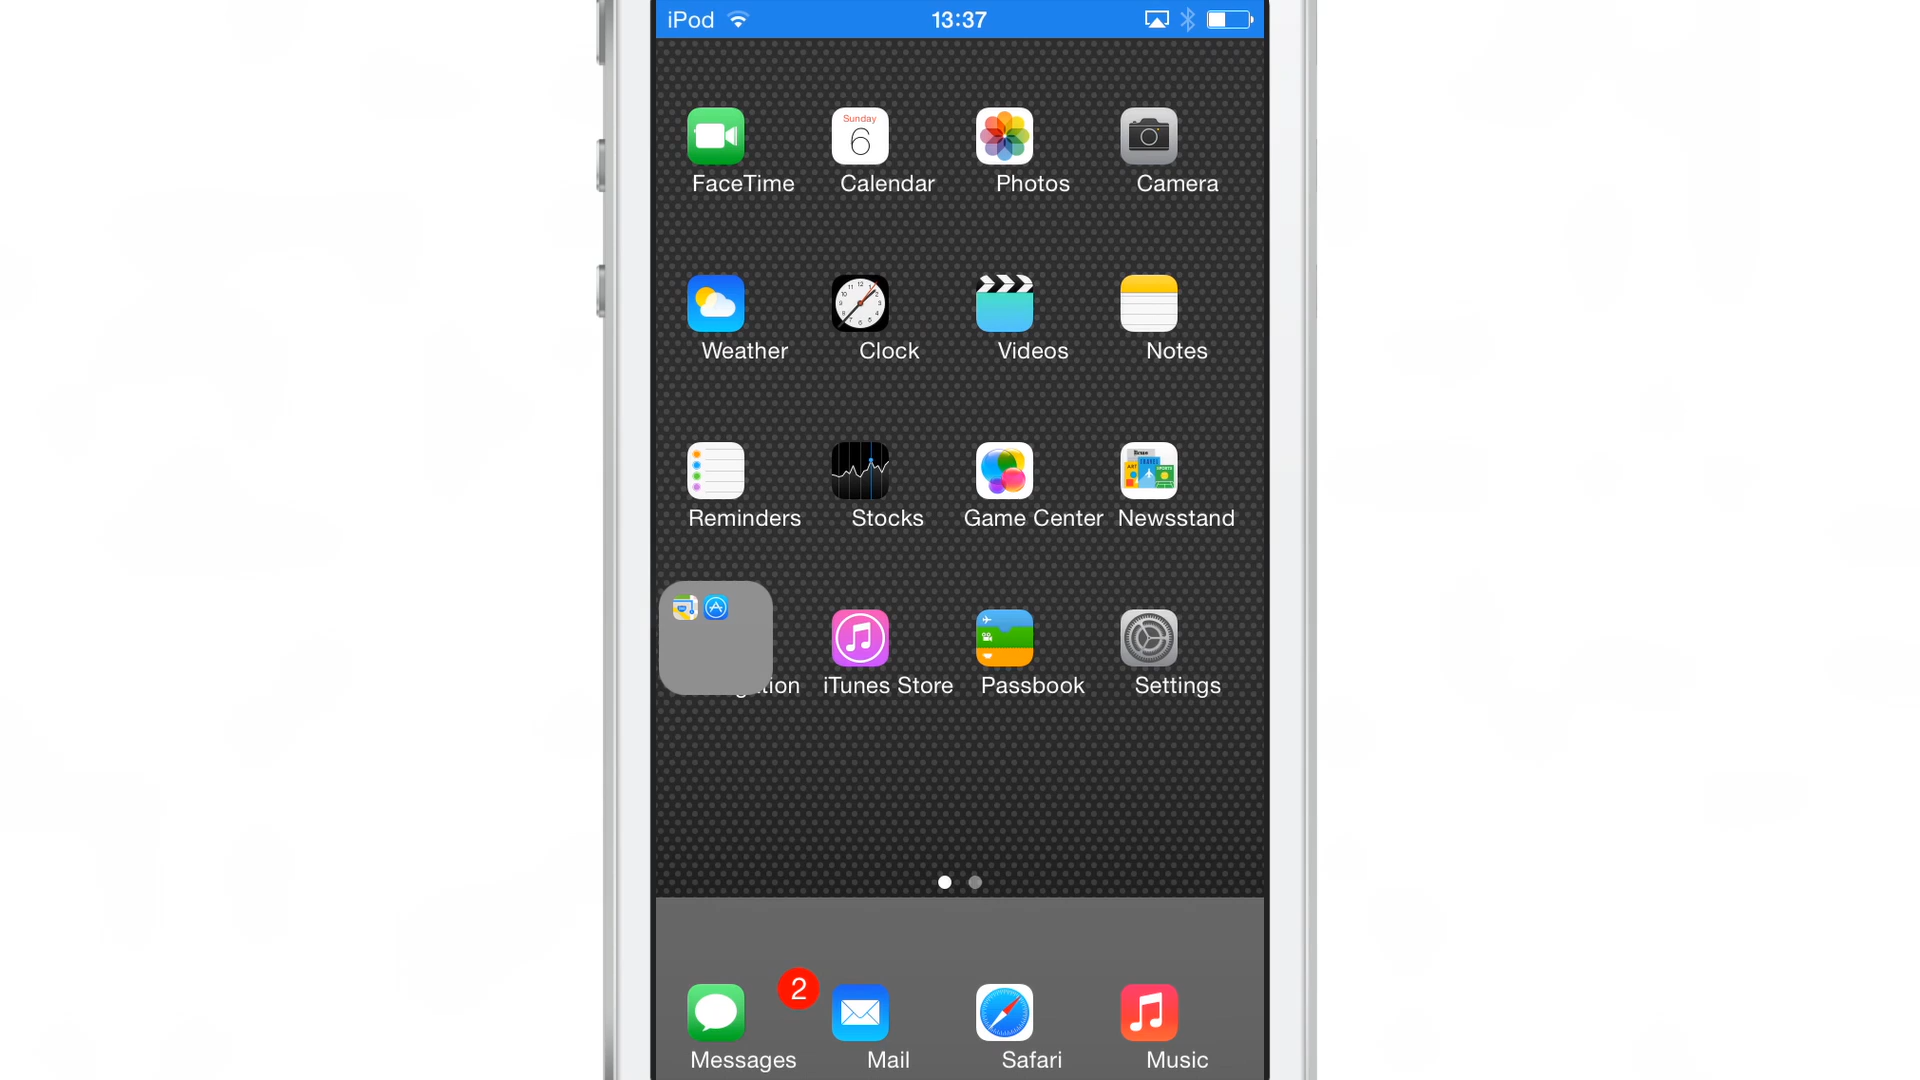 iPod 13:37
Sunday
6
FaceTime Calendar Photos Camera
Weather Clock Videos Notes
Reminders Stocks Game Center Newsstand
tion iTunes Store Passbook Settings
2
Messages Mail Safari Music